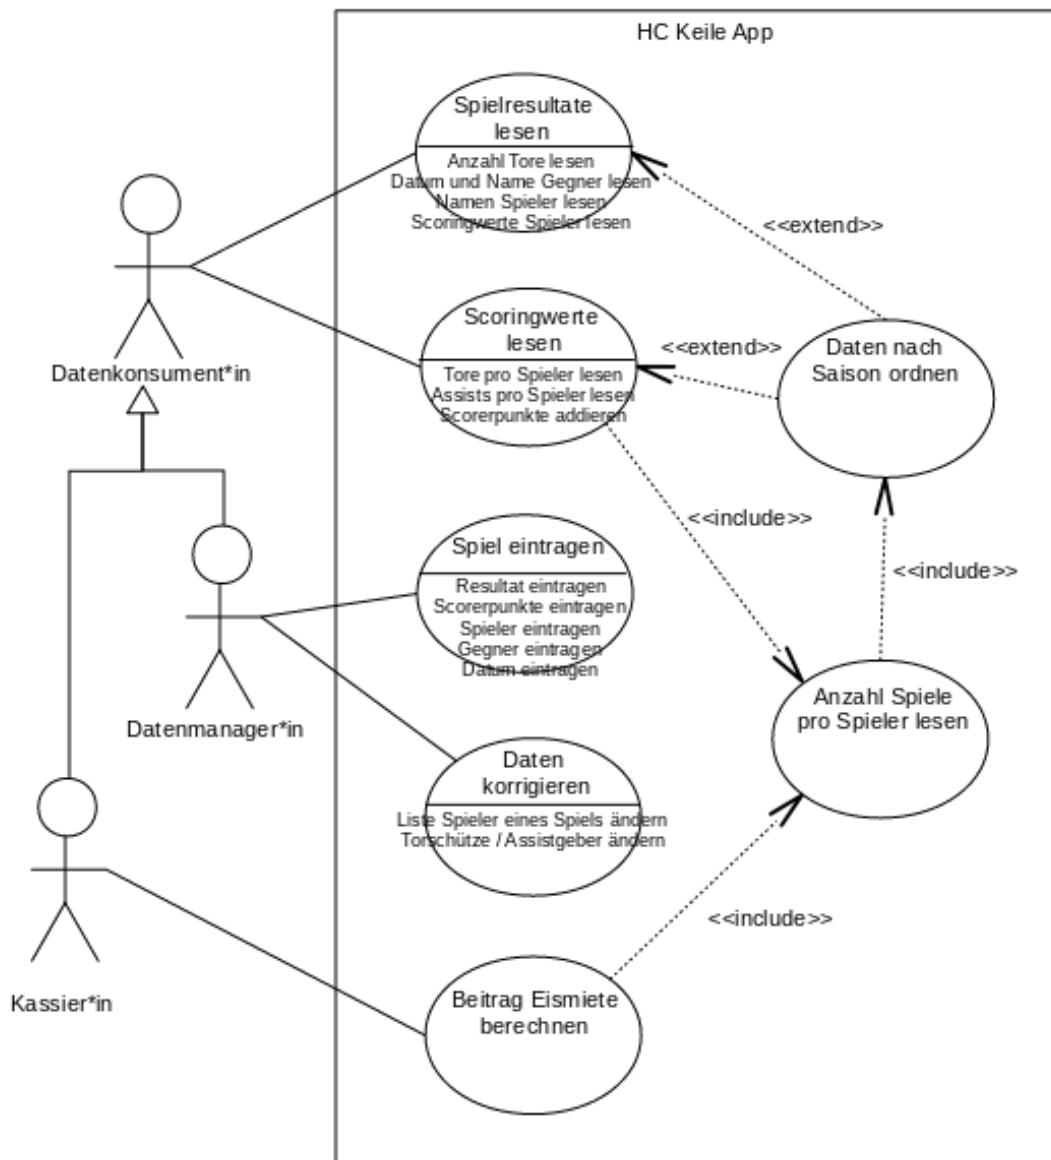 HC Keile App
Spielresultate
lesen
Anzahl Tore lesen
Datum und Name Gegner lesen
Namen Spieler lesen
Scoringwerte Spieler lesen
<<extend>>
Datenkonsument*in
Scoringwerte
lesen
Tore pro Spieler lesen
Assists pro Spieler lesen
Scorerpunkte addieren
<<extend>>
Daten nach
Saison ordnen
<<include>>
<<include>>
Spiel eintragen
Resultat eintragen
Scorerpunkte eintragen
Spieler eintragen
Gegner eintragen
Datum eintragen
Datenmanager*in
Anzahl Spiele
pro Spieler lesen
Daten
korrigieren
Liste Spieler eines Spiels ändern
Torschütze / Assistgeber ändern
<<include>>
Kassier*in
Beitrag Eismiete
berechnen